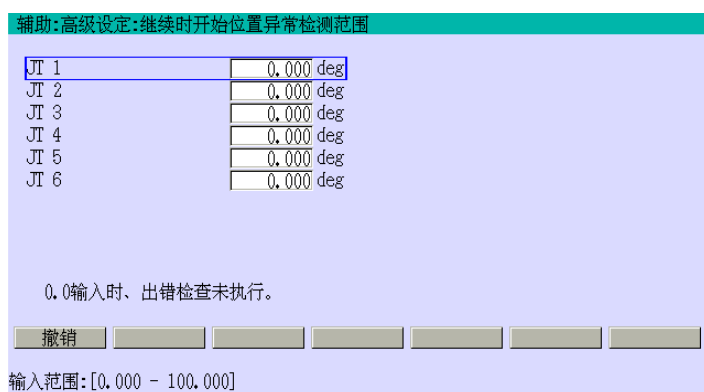 辅助:高级设定:继续时开始位置异常检测范围
JT 1 0.000 deg
JT 2 0.000 deg
JT 3 0.000 deg
JT 4 0.000 deg
JT 5 0.000 deg
JT 6 0.000 deg
0.0输入时、出错检查未执行。
撤销
输入范围:[0.000 - 100.000]